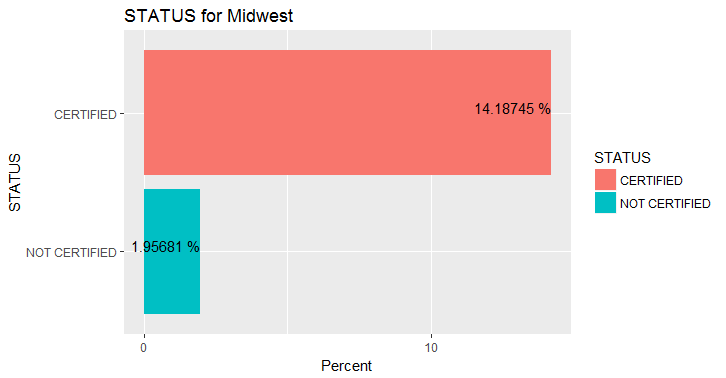 STATUS for Midwest
STATUS
CERTIFIED
14.18745 %
NOT CERTIFIED
1.95681 %
0
10
Percent
STATUS
CERTIFIED
NOT CERTIFIED